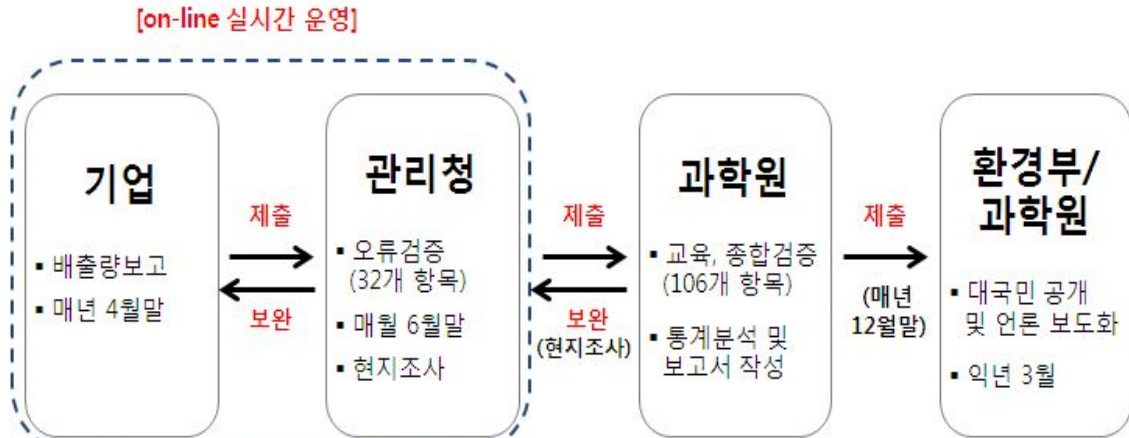 [on-line 실시간 운영]
기업
▪ 배출량보고
▪ 매년 4월말
제출
보완
관리청
▪ 오류검증
(32개 항목)
▪ 매월 6월말
▪ 현지조사
제출
보완
(현지조사)
과학원
▪ 교육, 종합검증
(106개 항목)
▪ 통계분석 및
보고서 작성
제출
(매년
12월말)
환경부/
과학원
▪ 대국민 공개
및 언론 보도화
▪ 익년 3월